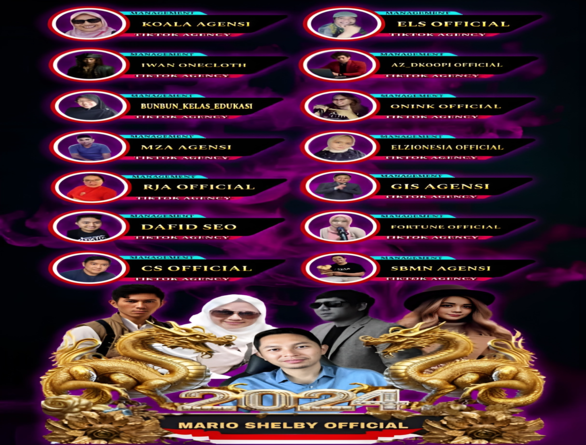 MANAGEMENT
KOALA AGENSI
TIKTOK AGENCY
MANAGEMENT
ELS OFFICIAL
TIKTOK AGENCY
MANAGEMENT
IWAN ONECLOTH
TIKTOK AGENCY
MANAGEMENT
AZ_DKOOPI OFFICIAL
TIKTOK AGENCY
MANAGEMENT
BUNBUN_KELAS_EDUKASI
TIKTOK AGENCY
MANAGEMENT
ONINK OFFICIAL
TIKTOK AGENCY
MANAGEMENT
MZA AGENSI
TIKTOK AGENCY
MANAGEMENT
ELZIONESIA OFFICIAL
TIKTOK AGENCY
MANAGEMENT
RJA OFFICIAL
TIKTOK AGENCY
MANAGEMENT
GIS AGENSI
TIKTOK AGENCY
MANAGEMENT
DAFID SEO
TIKTOK AGENCY
MANAGEMENT
FORTUNE OFFICIAL
TIKTOK AGENCY
MANAGEMENT
CS OFFICIAL
TIKTOK AGENCY
MANAGEMENT
SBMN AGENSI
TIKTOK AGENCY
2024
MARIO SHELBY OFFICIAL